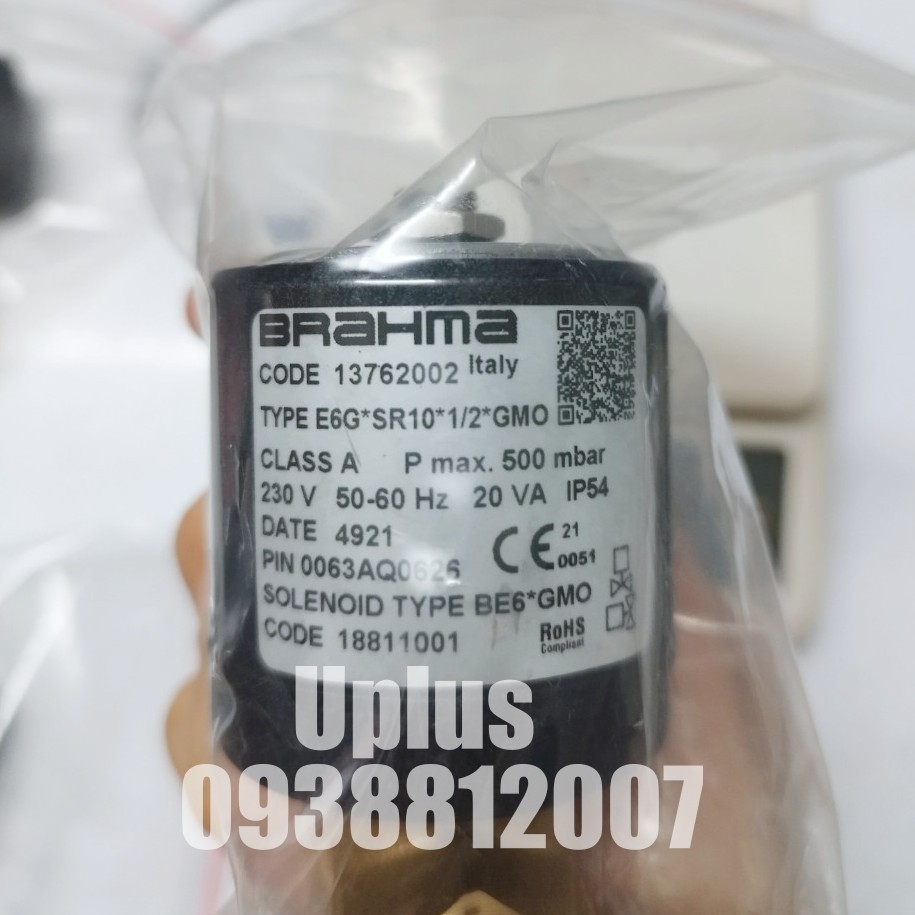 BRAHMA
CODE 13762002 Italy
TYPE E6G*SR10*1/2*GMO
CLASS A P max. 500 mbar
230 V 50-60 Hz 20 VA IP54
DATE 4921
CE 21
0051
PIN 0063AQ0626
SOLENOID TYPE BE6*GMO
CODE 18811001
RoHS
Compliant
Uplus
0938812007